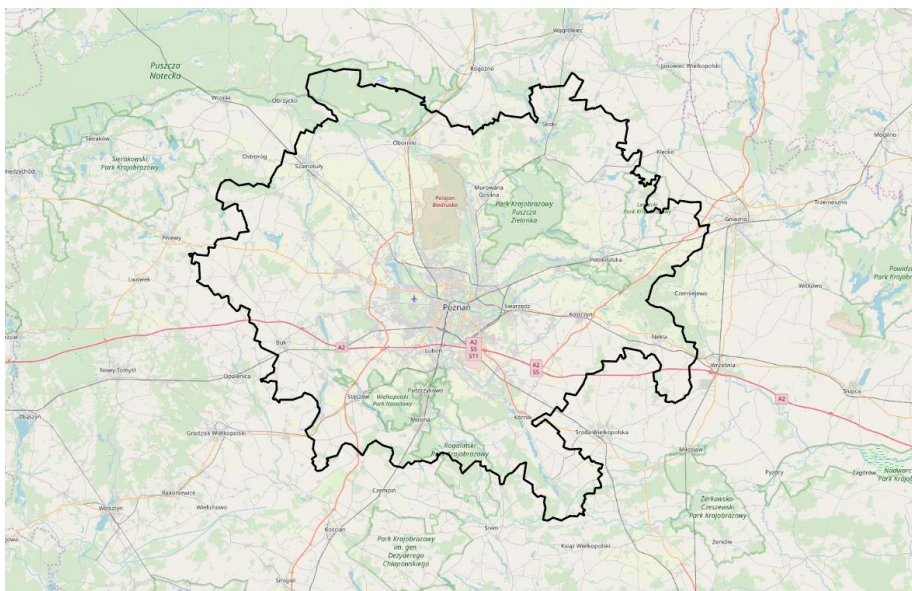 Wągrowiec
Puszcza
Notecka
Rogoźno
Janowiec Wielkopolski
Wronki
Obrzycko
Skoki
Mogilno
Sieraków
Oborniki
Kłecko
Ostroróg
Sierakowski
Park Krajobrazowy
Szamotuły
Murowana
Goślina
Trzemeszno
Poligon
Biedrusko
Park Krajobrazowy
Puszcza
Zielonka
Gniezno
Pniewy
Pobiedziska
Lwówek
Witkowo
Czerniejewo
Poznań
Swarzędz
Kostrzyn
Nekla
Buk
A2
Luboń
A2
S5
S11
A2
S5
Września
Nowy Tomyśl
Opalenica
Słupca
A2
Stęszew
Puszczykowo
Wielkopolski
Park Narodowy
Zbąszyń
Mosina
Kórnik
Środa Wielkopolska
Grodzisk Wielkopolski
Rogaliński
Park Krajobrazowy
Miłosław
Pyzdry
Zagórów
Rakoniewice
Czempiń
Żerkowsko-
Czeszewski
Park Krajobrazowy
Wolsztyn
Wielichowo
Kościan
Śrem
Park Krajobrazowy
im. gen.
Dezyderego
Chłapowskiego
Książ Wielkopolski
Żerków
Śmigiel